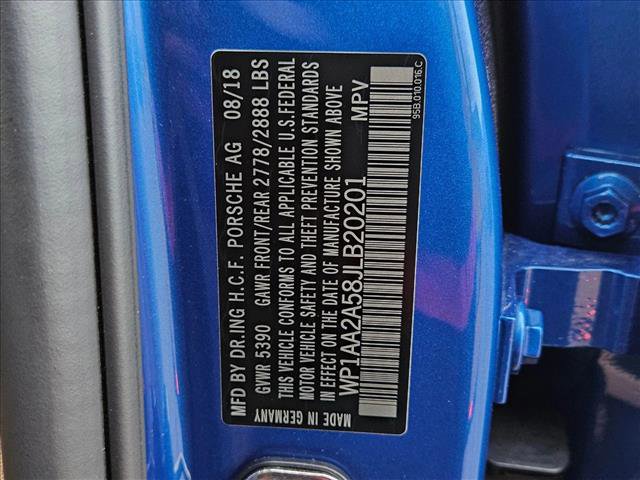 MFD BY DR.ING H.C.F. PORSCHE AG 08/18
GVWR 5390 GAWR FRONT/REAR 2778/2888 LBS
THIS VEHICLE CONFORMS TO ALL APPLICABLE U.S.FEDERAL
MOTOR VEHICLE SAFETY AND THEFT PREVENTION STANDARDS
IN EFFECT ON THE DATE OF MANUFACTURE SHOWN ABOVE
WP1AA2A58JLB20201 MPV
MADE IN GERMANY
95B.010.016.C